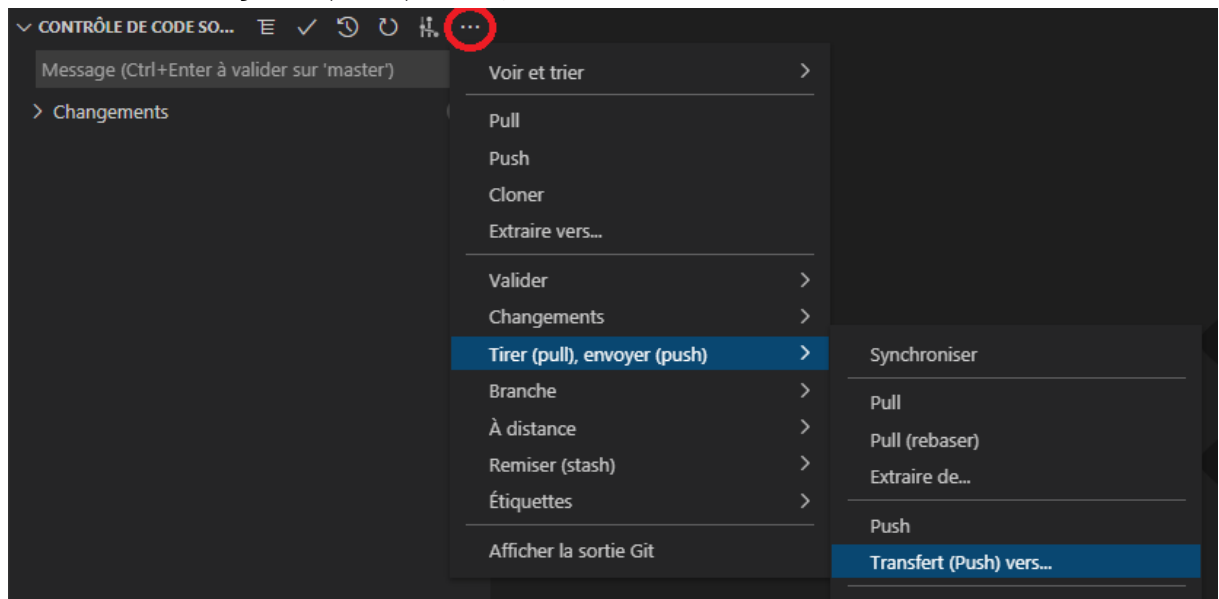 CONTRÔLE DE CODE SO...
Message (Ctrl+Enter à valider sur 'master')
Changements
Voir et trier
Pull
Push
Cloner
Extraire vers...
Valider
Changements
Tirer (pull), envoyer (push)
Branche
À distance
Remiser (stash)
Étiquettes
Afficher la sortie Git
Synchroniser
Pull
Pull (rebaser)
Extraire de...
Push
Transfert (Push) vers...